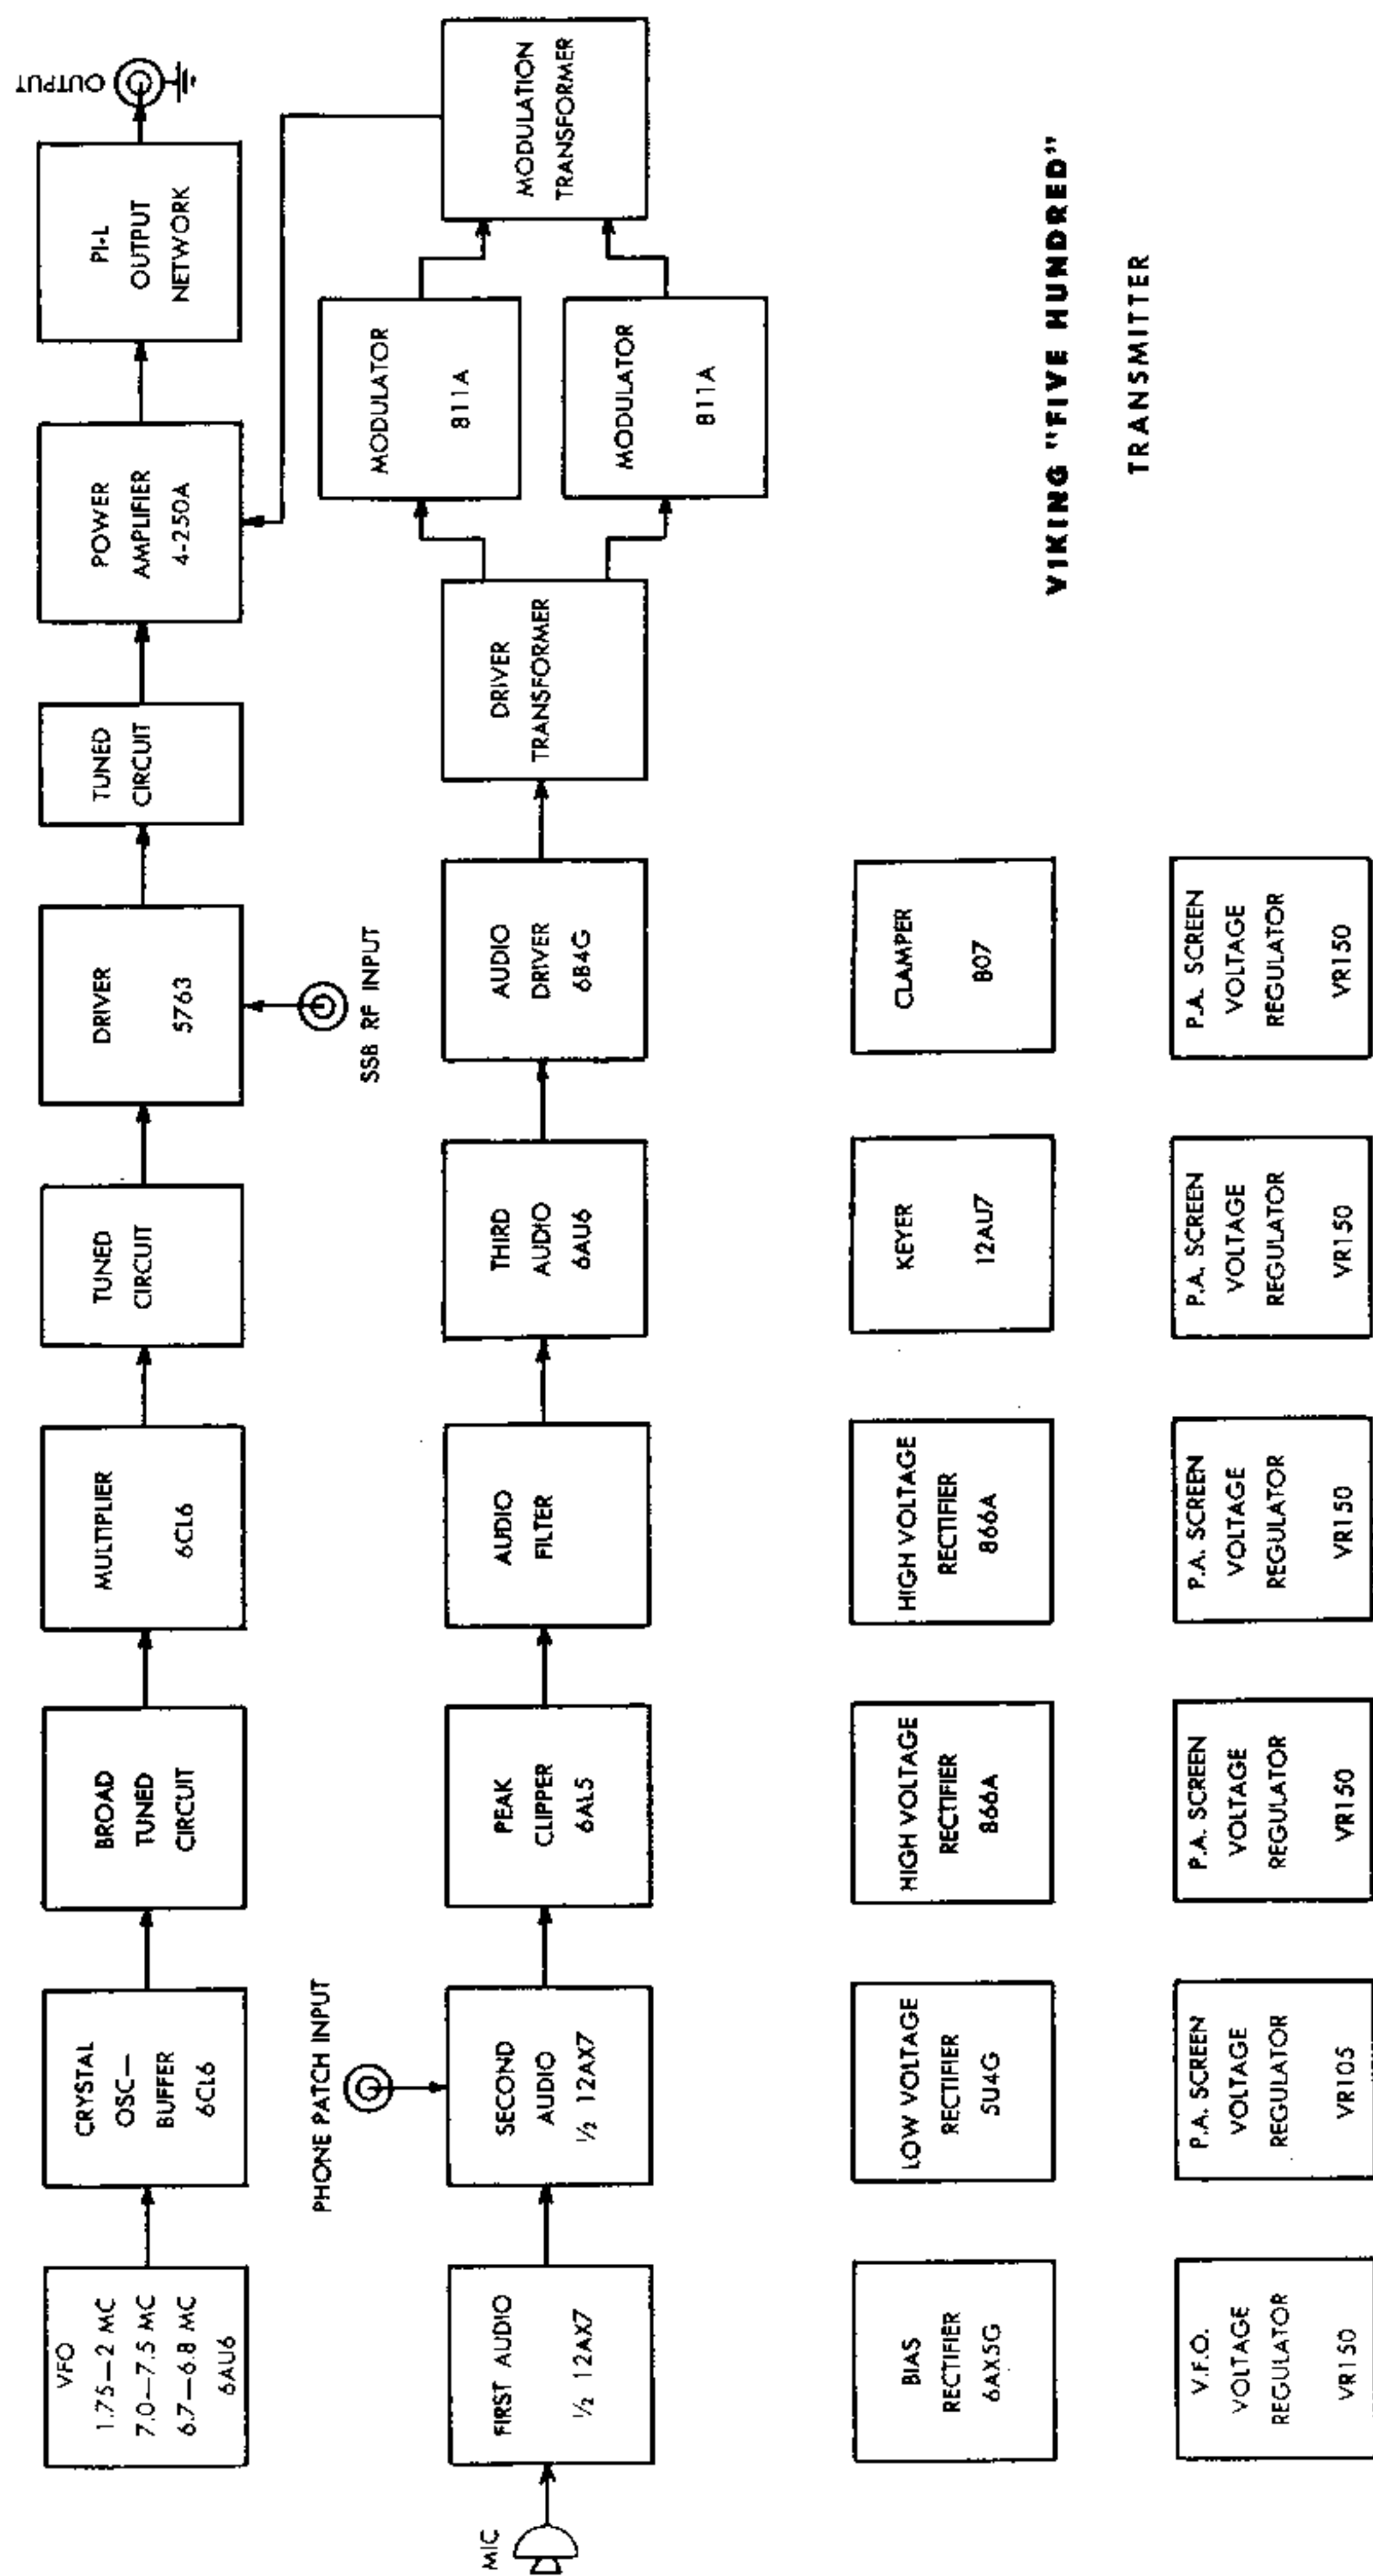 VFO
1.75—2 MC
7.0—7.5 MC
6.7—6.8 MC
6AU6
CRYSTAL
OSC—
BUFFER
6CL6
BROAD
TUNED
CIRCUIT
MULTIPLIER
6CL6
TUNED
CIRCUIT
DRIVER
5763
TUNED
CIRCUIT
POWER
AMPLIFIER
4-250A
PI-L
OUTPUT
NETWORK
OUTPUT
SSB RF INPUT
PHONE PATCH INPUT
MIC
FIRST AUDIO
½ 12AX7
SECOND
AUDIO
½ 12AX7
PEAK
CLIPPER
6AL5
AUDIO
FILTER
THIRD
AUDIO
6AU6
AUDIO
DRIVER
6B4G
DRIVER
TRANSFORMER
MODULATOR
811A
MODULATOR
811A
MODULATION
TRANSFORMER
BIAS
RECTIFIER
6AX5G
LOW VOLTAGE
RECTIFIER
5U4G
HIGH VOLTAGE
RECTIFIER
866A
HIGH VOLTAGE
RECTIFIER
866A
KEYER
12AU7
CLAMPER
807
V.F.O.
VOLTAGE
REGULATOR
VR150
P.A. SCREEN
VOLTAGE
REGULATOR
VR105
P.A. SCREEN
VOLTAGE
REGULATOR
VR150
P.A. SCREEN
VOLTAGE
REGULATOR
VR150
P.A. SCREEN
VOLTAGE
REGULATOR
VR150
P.A. SCREEN
VOLTAGE
REGULATOR
VR150
VIKING "FIVE HUNDRED"
TRANSMITTER